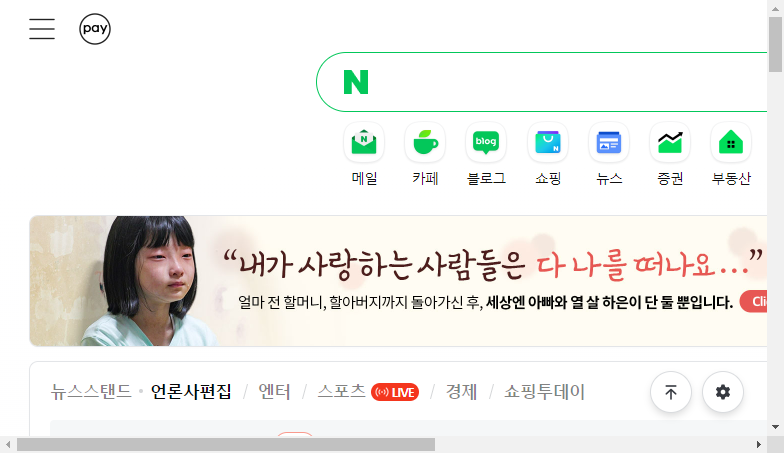 pay
N
N
blog
N
메일 카페 블로그 쇼핑 뉴스 증권 부동산
“내가 사랑하는 사람들은 다 나를 떠나요...”
얼마 전 할머니, 할아버지까지 돌아가신 후, 세상엔 아빠와 열 살 하은이 단 둘 뿐입니다.
뉴스스탠드 · 언론사편집 / 엔터 / 스포츠 LIVE / 경제 / 쇼핑투데이